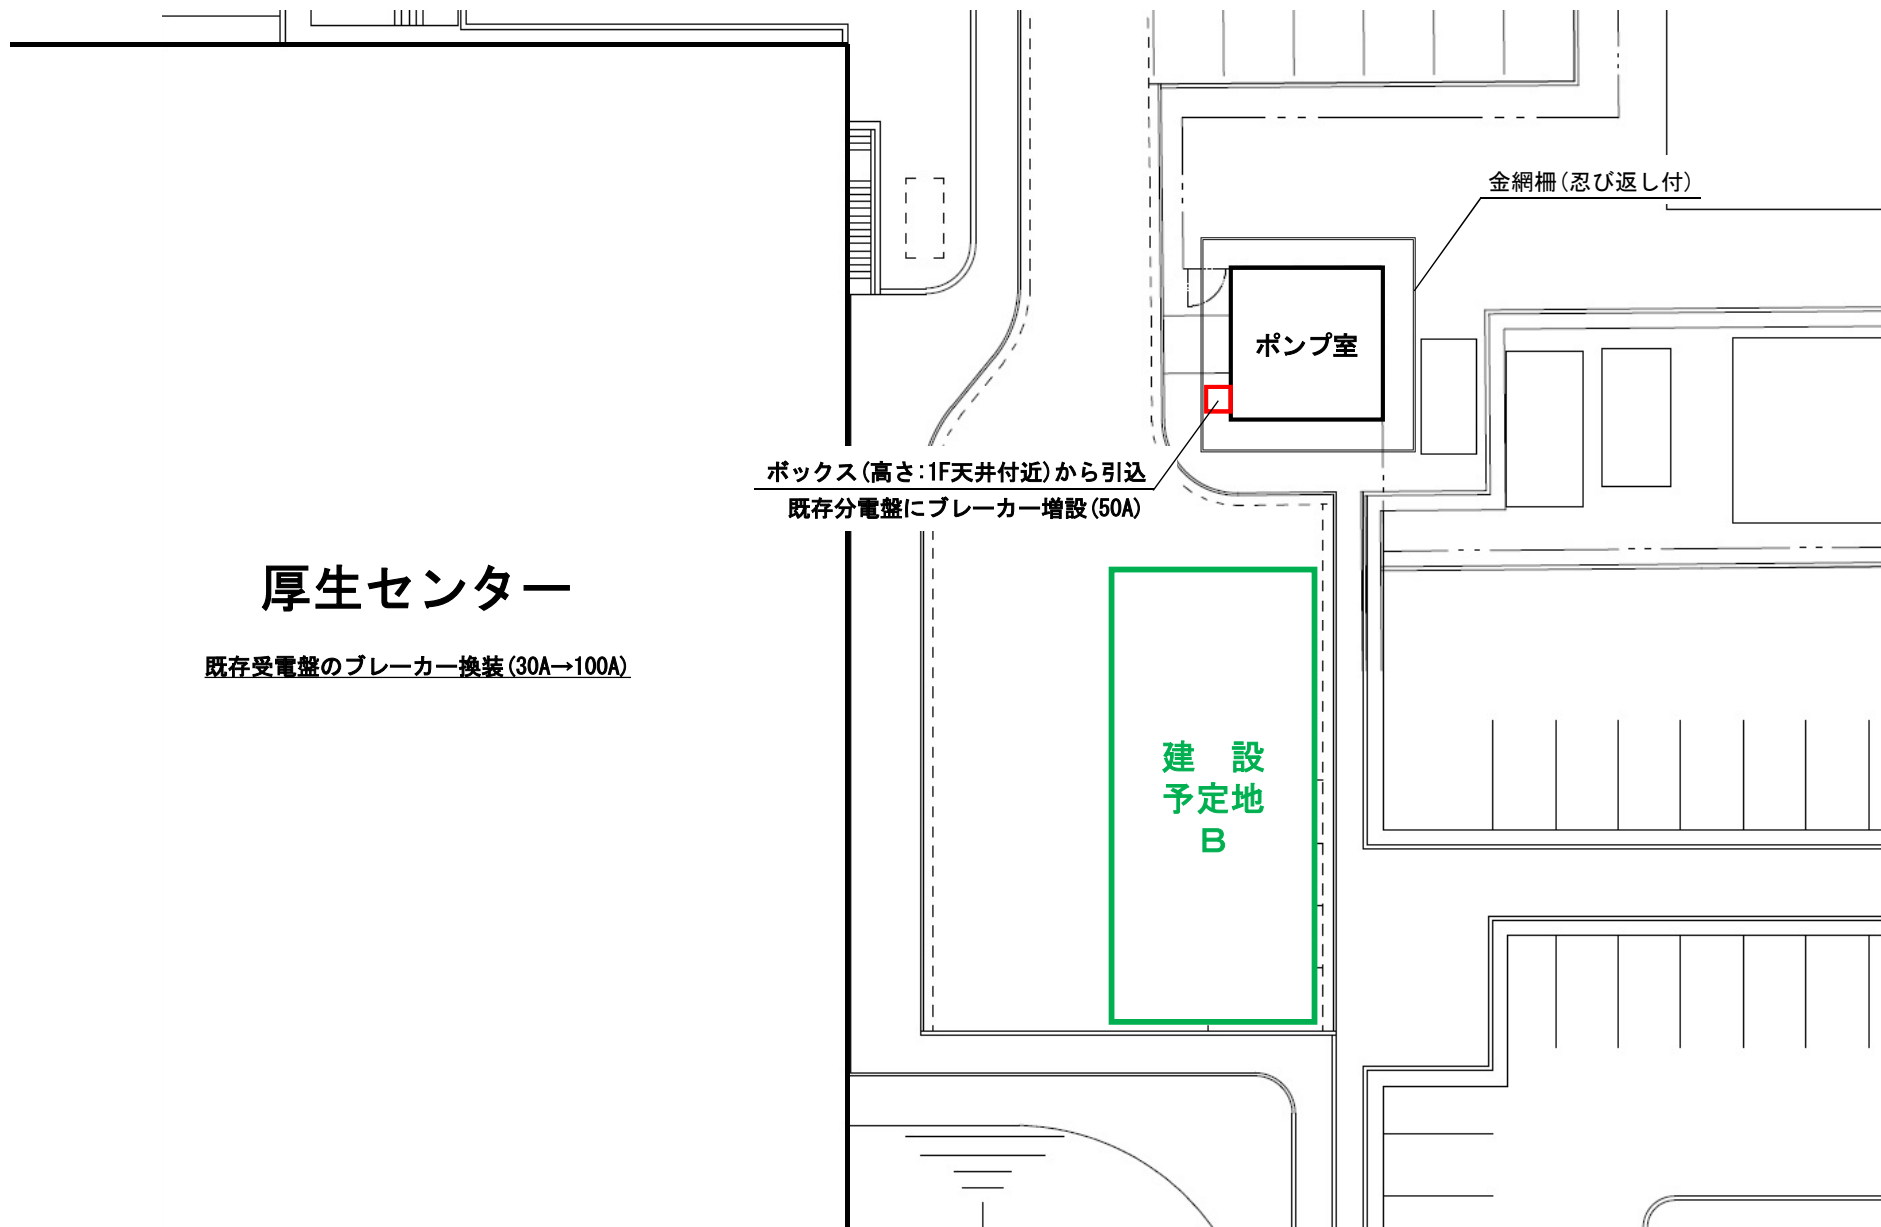 金網柵(忍び返し付)
ポンプ室
ボックス(高さ:1F天井付近)から引込
既存分電盤にブレーカー増設(50A)
厚生センター
既存受電盤のブレーカー換装(30A→100A)
建　設
予定地
B